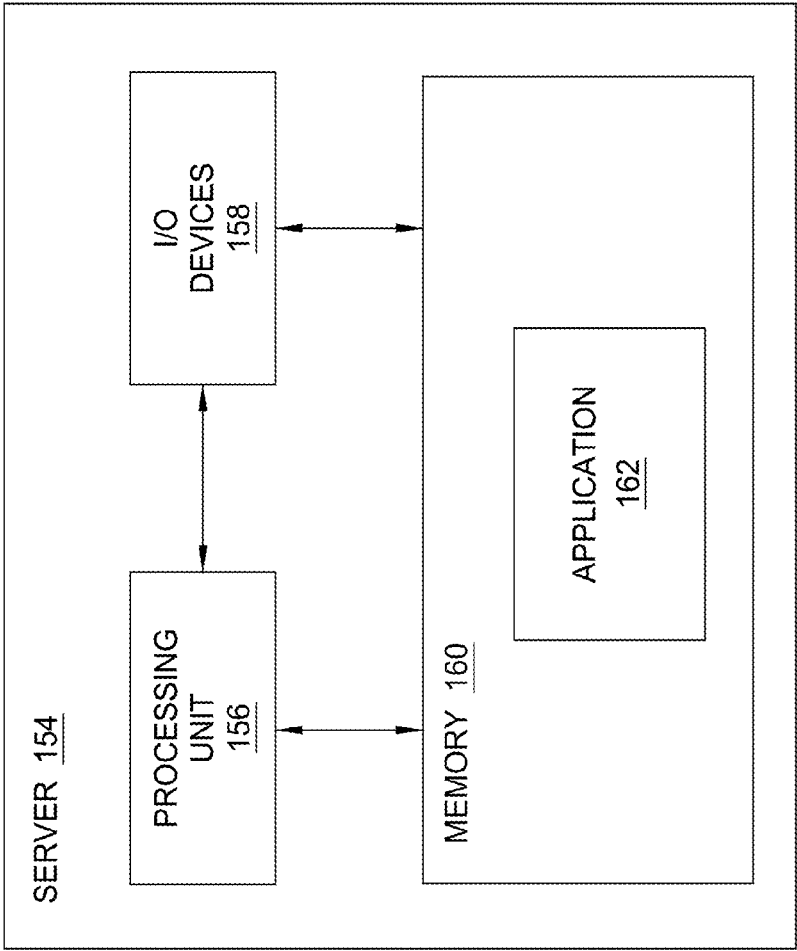 SERVER 154
PROCESSING
UNIT
156
I/O
DEVICES
158
MEMORY 160
APPLICATION
162